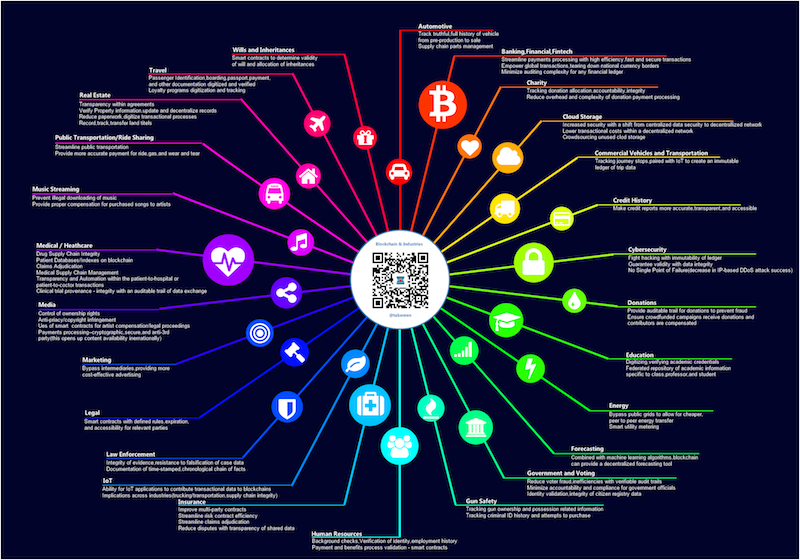 Automotive
Track truthful,full history of vehicle
from pre-production to sale
Supply chain parts management
Banking,Financial,Fintech
Streamline payments processing with high efficiency,fast and secure transactions
Empower global transactions,tearing down national currency borders
Minimize auditing complexity for any financial ledger
Charity
Tracking donation allocation,accountability,integrity
Reduce overhead and complexity of donation payment processing
Cloud Storage
Increased security with a shift from centralized data security to decentralized network
Lower transactional costs within a decentralized network
Crowdsourcing unused clod storage
Commercial Vehicles and Transportation
Tracking journey stops,paired with IoT to create an immutable
ledger of trip data
Credit History
Make credit reports more accurate,transparent,and accessible
Cybersecurity
Fight hacking with immutability of ledger
Guarantee validity with data integrity
No Single Point of Failure(decrease in IP-based DDoS attack success)
Donations
Provide auditable trail for donations to prevent fraud
Ensure crowdfunded campaigns receive donations and
contributors are compensated
Education
Digitizing,verifying academic credentials
Federated repository of academic information
specific to class,professor,and student
Energy
Bypass public grids to allow for cheaper,
peer to peer energy transfer
Smart utility metering
Forecasting
Combined with machine learning algorithms,blockchain
can provide a decentralized forecasting tool
Government and Voting
Reduce voter fraud,inefficiencies with verifiable audit trails
Minimize accountability and compliance for government officials
Identity validation,integrity of citizen registry data
Gun Safety
Tracking gun ownership and possession related information
Tracking criminal ID history and attempts to purchase
Human Resources
Background checks,Verification of identity,employment history
Payment and benefits process validation - smart contracts
Insurance
Improve multi-party contracts
Streamline risk contract efficiency
Streamline claims adjudication
Reduce disputes with transparency of shared data
IoT
Ability for IoT applications to contribute transactional data to blockchains
Implications across industries(trucking/transportation,supply chain integrity)
Law Enforcement
Integrity of evidence,resistance to falsification of case data
Documentation of time-stamped,chronological chain of facts
Legal
Smart contracts with defined rules,expiration,
and accessibility for relevant parties
Marketing
Bypass intermediaries,providing more
cost-effective advertising
Media
Control of ownership rights
Anti-piracy/copyright infringement
Use of smart contracts for artist compensation/legal proceedings
Payments processing--cryptographic,secure,and anti-3rd
party(this opens up content availability
Medical / Heathcare
Drug Supply Chain Integrity
Patient Databases/Indexes on blockchain
Claims Adjudication
Medical Supply Chain Management
Transparency and Automation within the patient-to-hospital or
patient-to-coctor transactions
Clinical trial provenance - integrity with an auditable trail of data exchange
Music Streaming
Prevent illegal downloading of music
Provide proper compensation for purchased songs to artists
Public Transportation/Ride Sharing
Streamline public transportation
Provide more accurate payment for ride,gas,and wear and tear
Real Estate
Transparency within agreements
Verify Property information,update and decentralize records
Reduce paperwork,digitize transactional processes
Record,track,transfer land titels
Travel
Passenger Identification,boarding,passport,payment,
and other documentation digitized and verified
Loyalty programs digitization and tracking
Wills and Inheritances
Smart contracts to determine validity
of will and allocation of inheritances
Blockchain & Industries